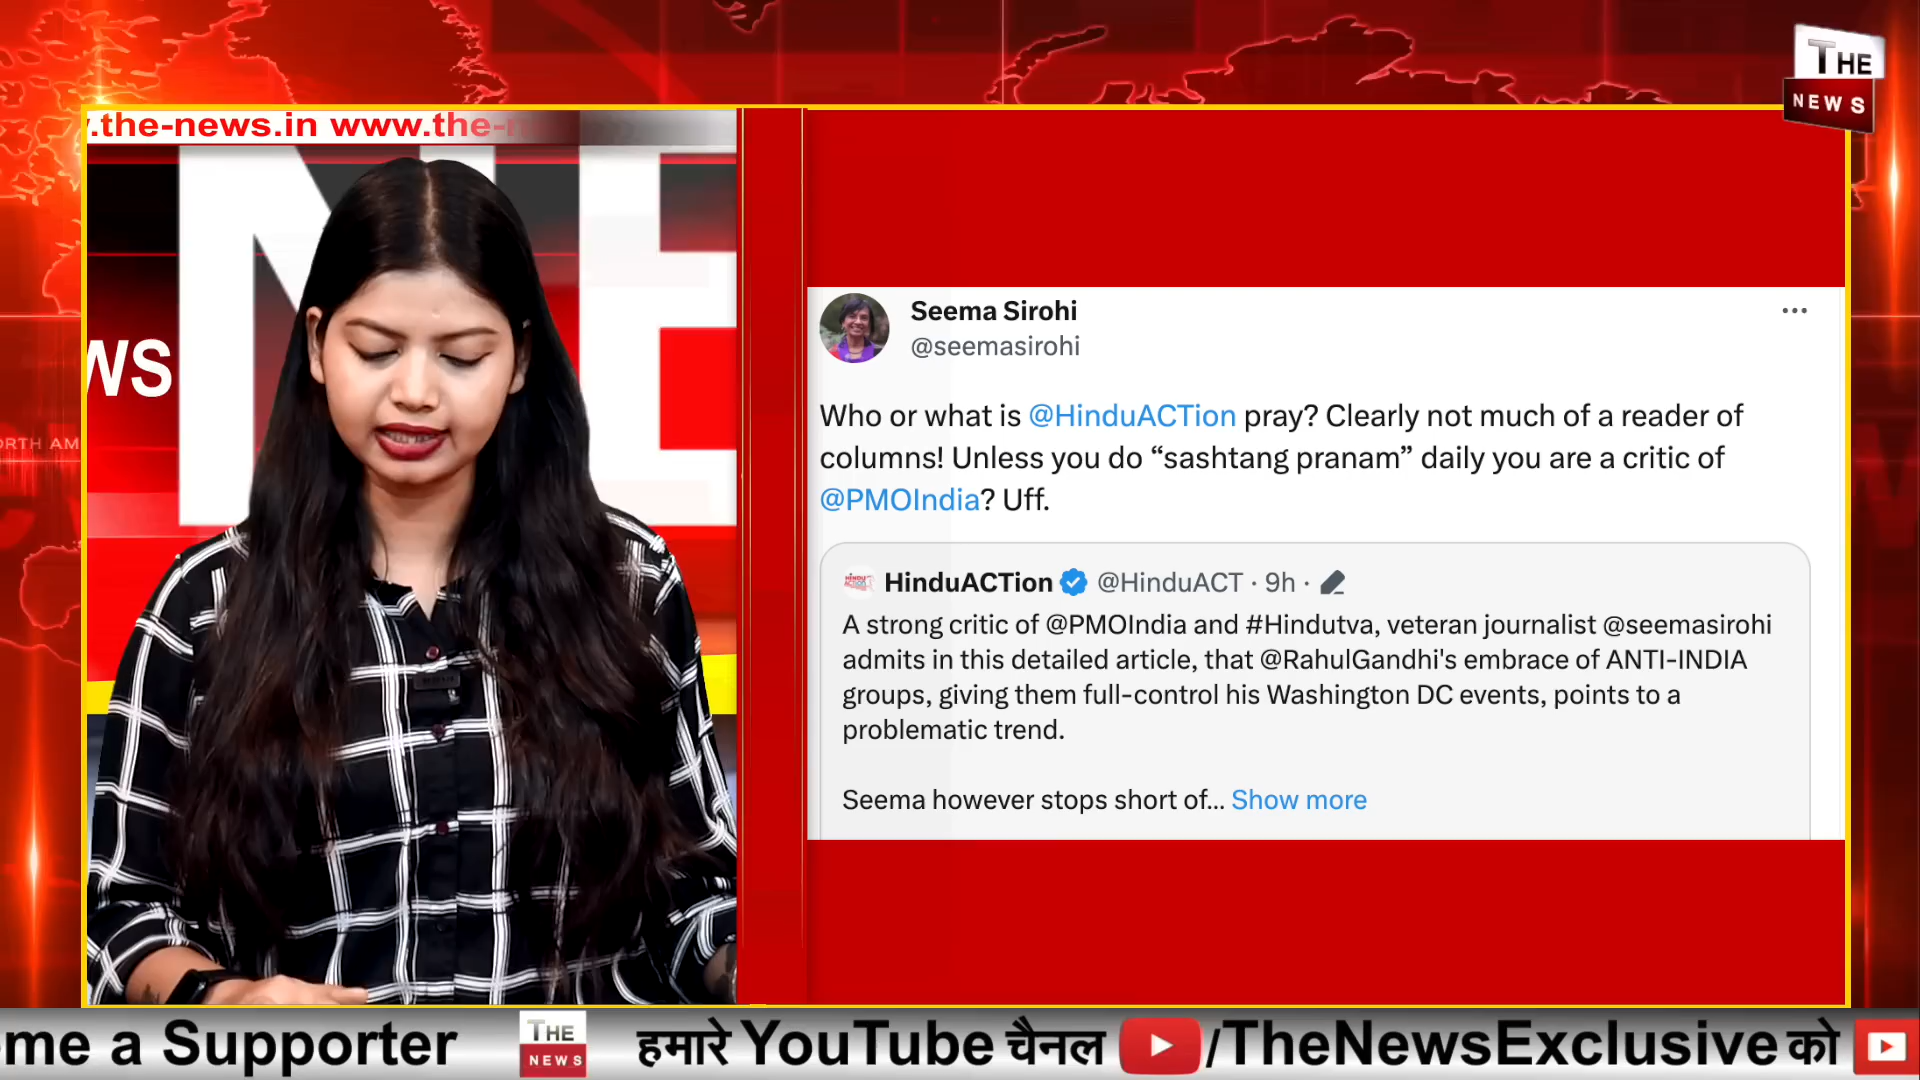 THE
NEWS
.the-news.in www.the-
NE
WS
ORTH AM
Seema Sirohi
@seemasirohi
Who or what is @HinduACTion pray? Clearly not much of a reader of
columns! Unless you do “sashtang pranam” daily you are a critic of
@PMOIndia? Uff.
HinduACTion @HinduACT · 9h ·
A strong critic of @PMOIndia and #Hindutva, veteran journalist @seemasirohi
admits in this detailed article, that @RahulGandhi's embrace of ANTI-INDIA
groups, giving them full-control his Washington DC events, points to a
problematic trend.
Seema however stops short of... Show more
me a Supporter THE NEWS हमारे YouTube चैनल /TheNewsExclusive को